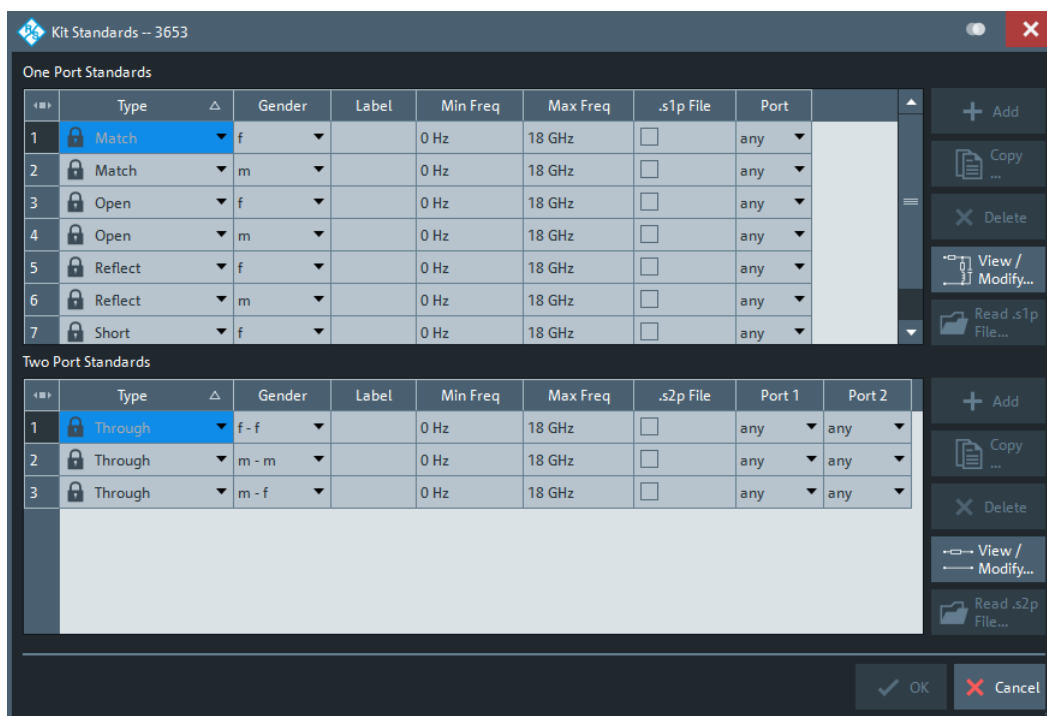 Kit Standards -- 3653
One Port Standards
Type Gender Label Min Freq Max Freq .s1p File Port
1 Match f 0 Hz 18 GHz any
2 Match m 0 Hz 18 GHz any
3 Open f 0 Hz 18 GHz any
4 Open m 0 Hz 18 GHz any
5 Reflect f 0 Hz 18 GHz any
6 Reflect m 0 Hz 18 GHz any
7 Short f 0 Hz 18 GHz any
Add
Copy
...
Delete
View /
Modify...
Read .s1p
File...
Two Port Standards
Type Gender Label Min Freq Max Freq .s2p File Port 1 Port 2
1 Through f - f 0 Hz 18 GHz any any
2 Through m - m 0 Hz 18 GHz any any
3 Through m - f 0 Hz 18 GHz any any
Add
Copy
...
Delete
View /
Modify...
Read .s2p
File...
OK Cancel